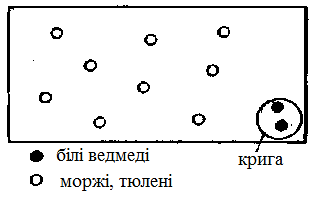 крига
білі ведмеді
моржі, тюлені